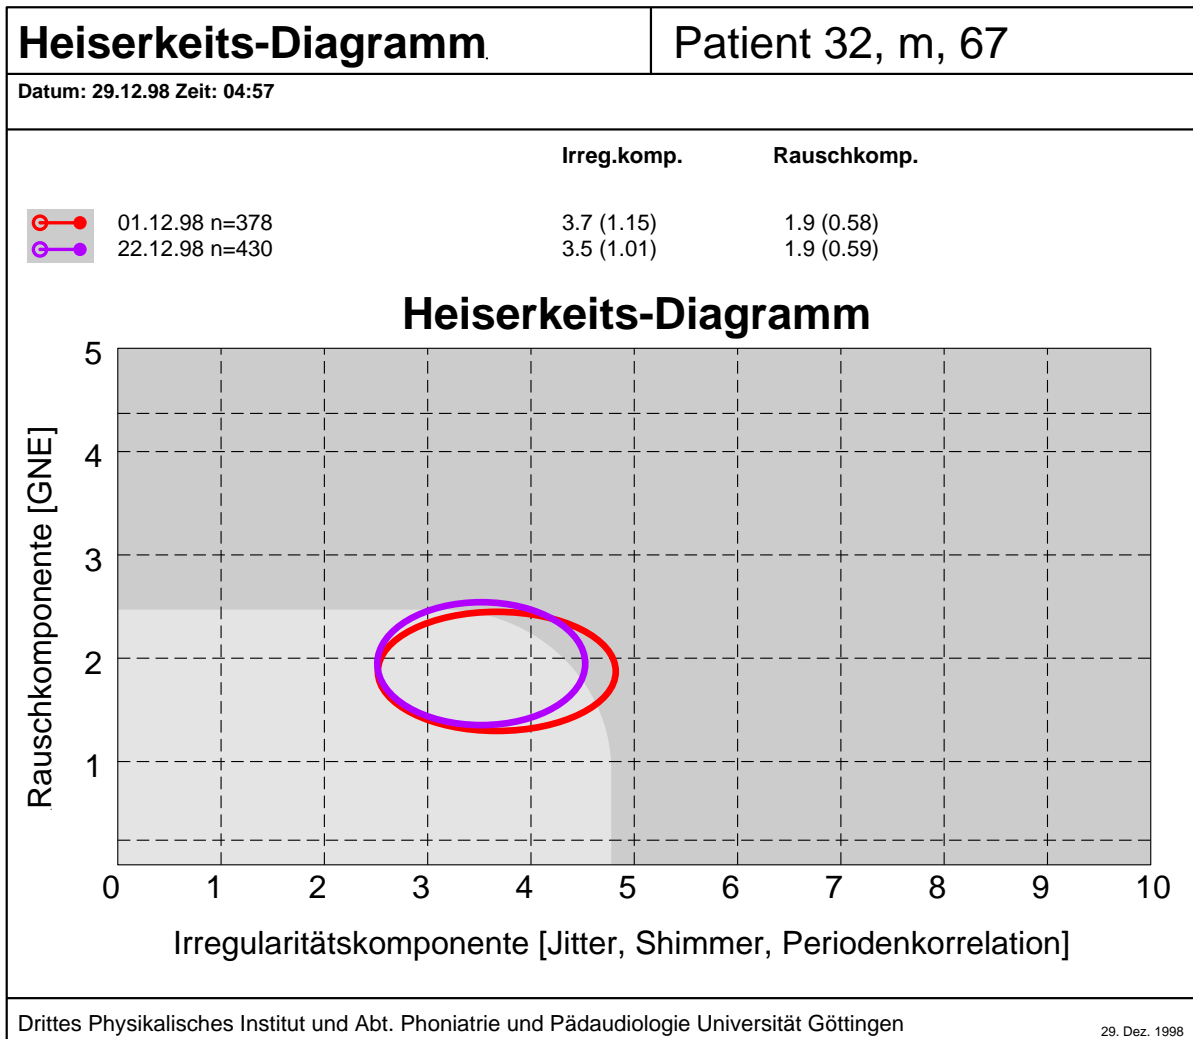 Heiserkeits-Diagramm.
Patient 32, m, 67
Datum: 29.12.98 Zeit: 04:57
Irreg.komp. Rauschkomp.
01.12.98 n=378 3.7 (1.15) 1.9 (0.58)
22.12.98 n=430 3.5 (1.01) 1.9 (0.59)
Heiserkeits-Diagramm
Rauschkomponente [GNE]
5
4
3
2
1
0 1 2 3 4 5 6 7 8 9 10
Irregularitätskomponente [Jitter, Shimmer, Periodenkorrelation]
Drittes Physikalisches Institut und Abt. Phoniatrie und Pädaudiologie Universität Göttingen
29. Dez. 1998